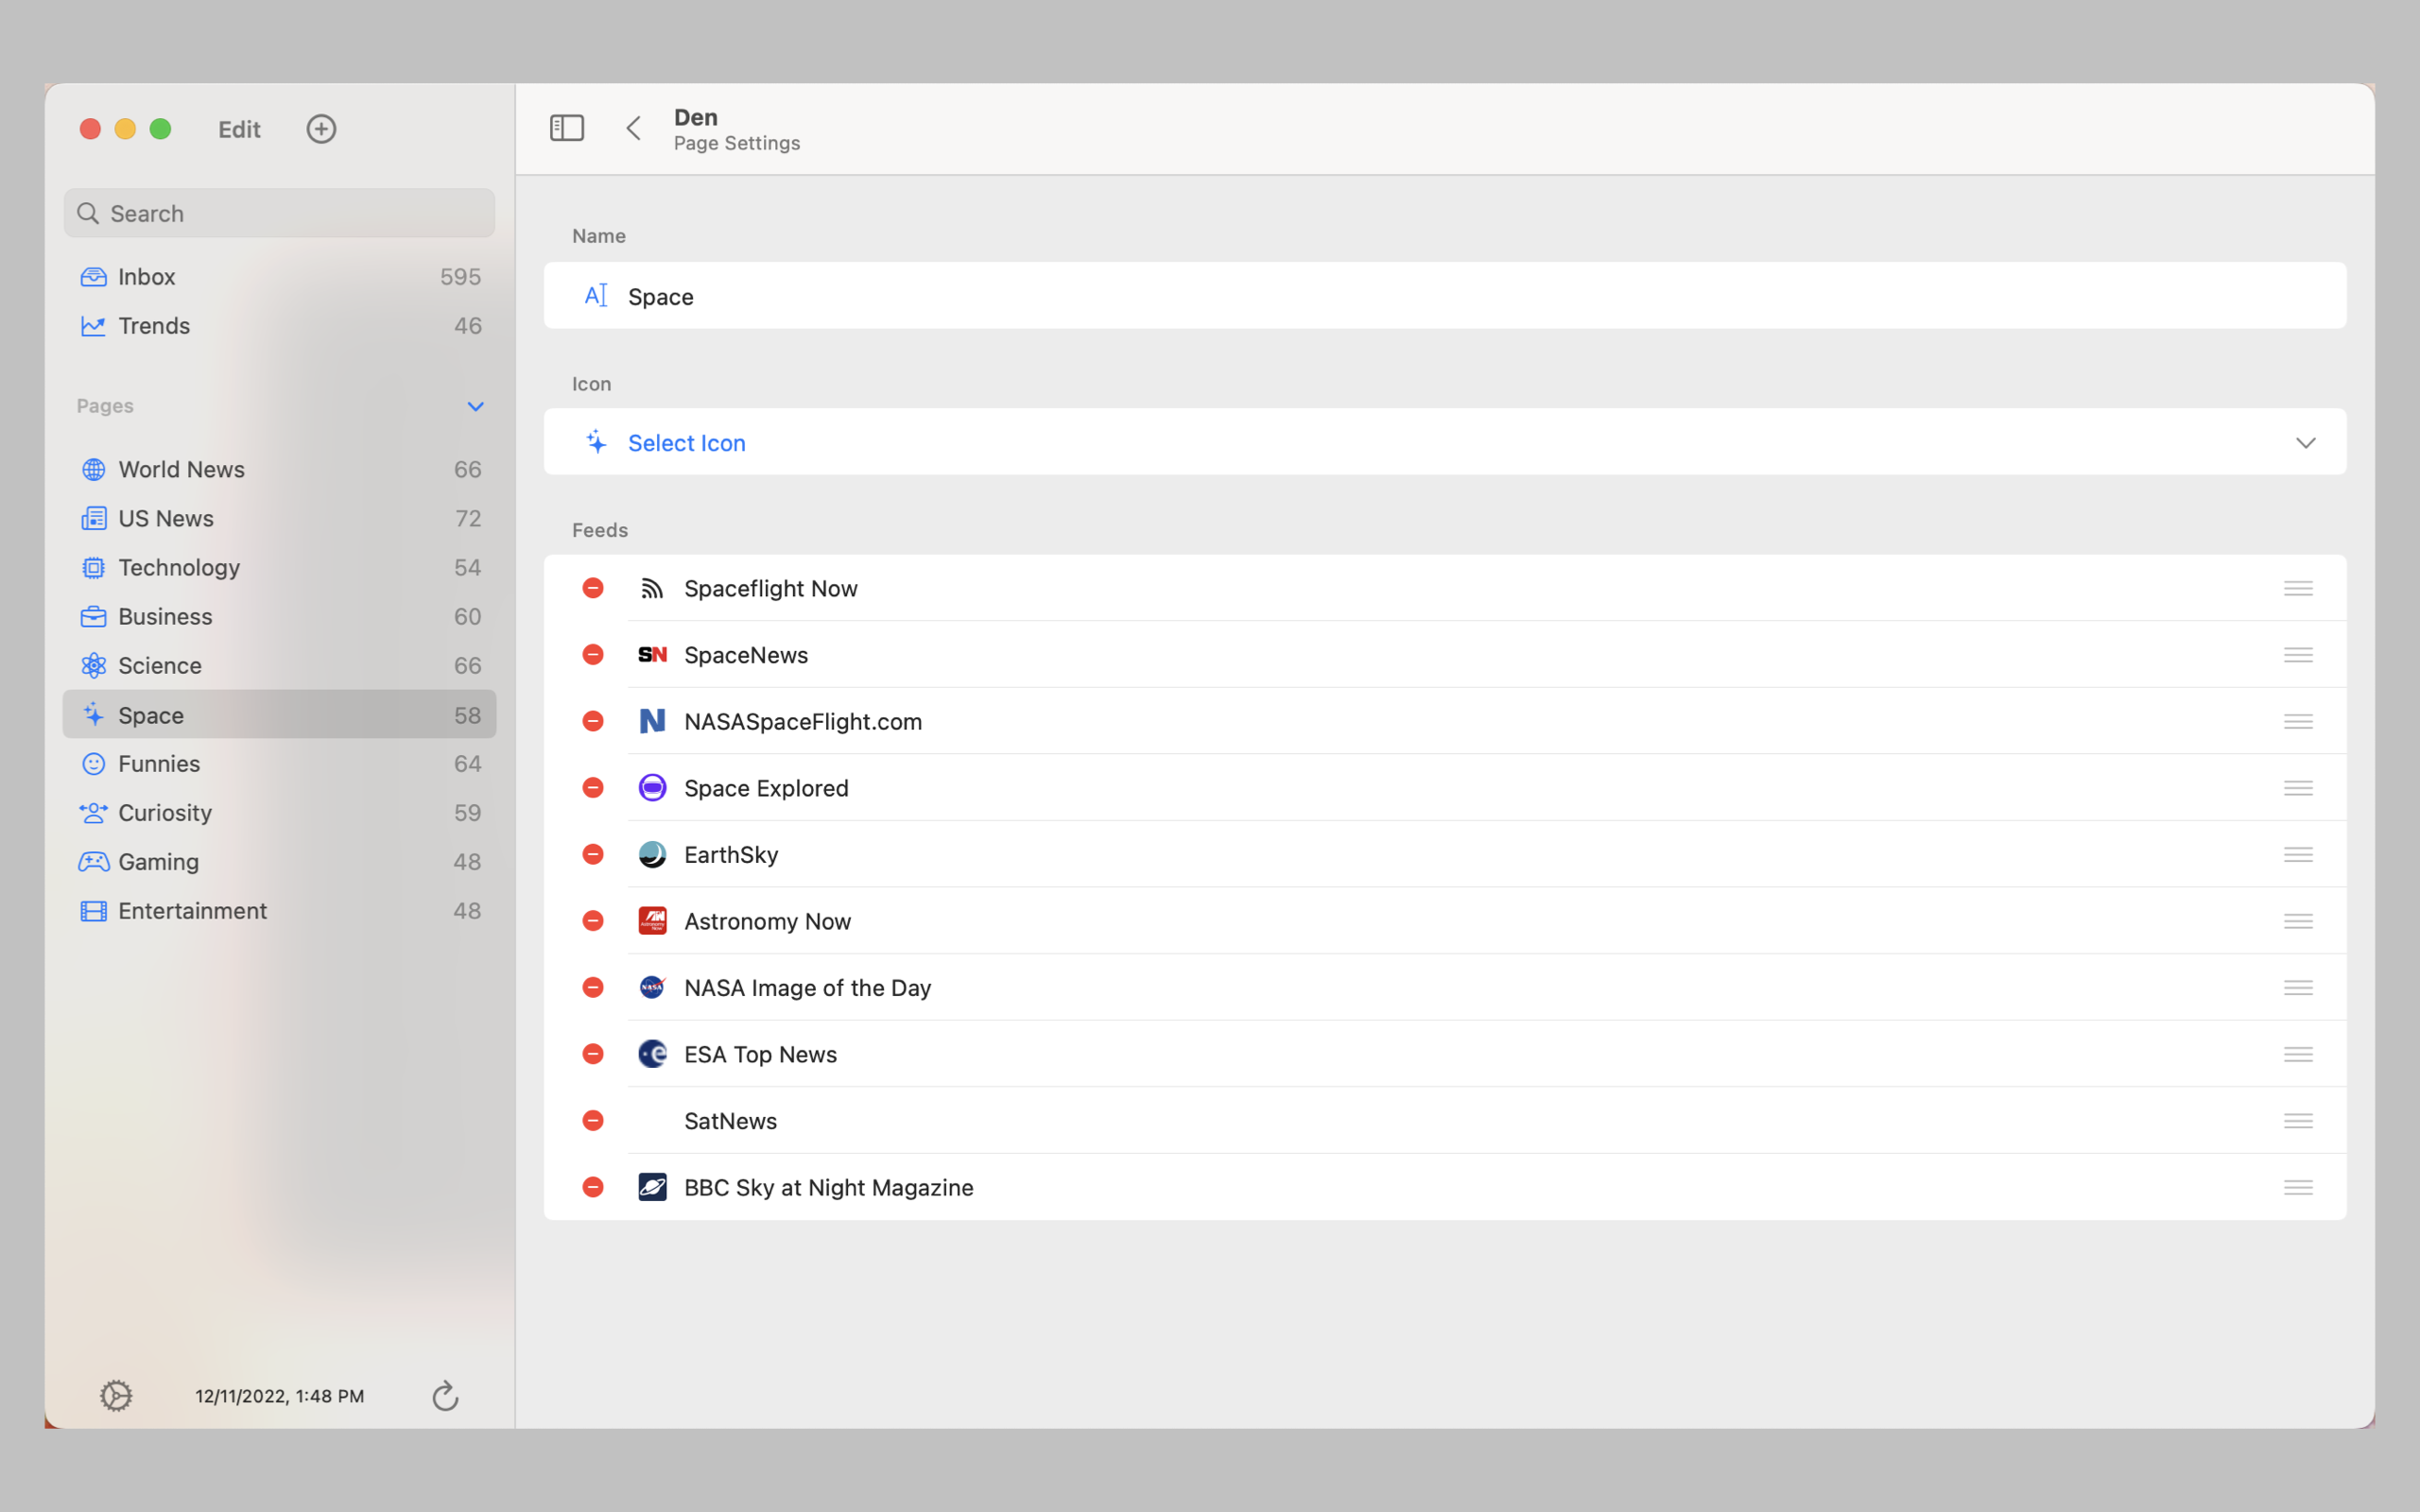 Edit
Den
Page Settings
Search
Inbox 595
Trends 46
Pages
World News 66
US News 72
Technology 54
Business 60
Science 66
Space 58
Funnies 64
Curiosity 59
Gaming 48
Entertainment 48
12/11/2022, 1:48 PM
Name
Space
Icon
Select Icon
Feeds
Spaceflight Now
SN SpaceNews
N NASASpaceFlight.com
Space Explored
EarthSky
Astronomy Now
NASA NASA Image of the Day
e ESA Top News
SatNews
BBC Sky at Night Magazine